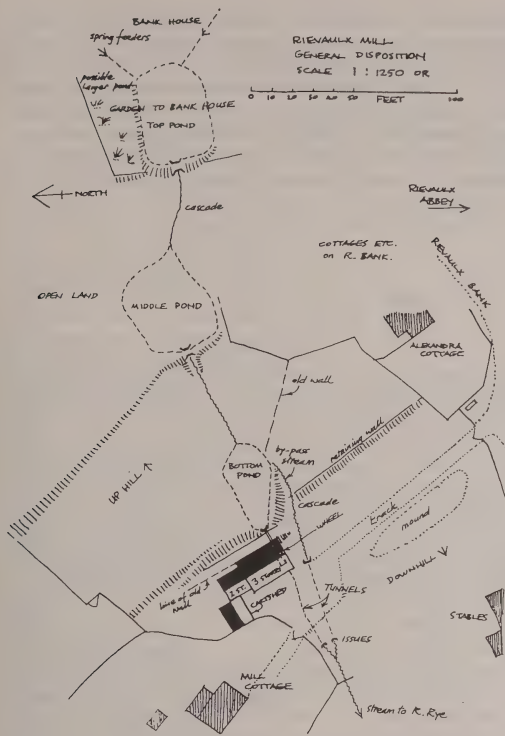 BANK HOUSE
spring feeders
RIEVAULX MILL
GENERAL DISPOSITION
SCALE 1 : 1250 OR
0 10 20 30 40 50 100
FEET
possible
larger pond
GARDEN TO BANK HOUSE
TOP POND
NORTH
cascade
RIEVAULX
ABBEY
COTTAGES ETC.
on R. BANK.
RIEVAULX BANK
OPEN LAND
MIDDLE POND
ALEXANDRA
COTTAGE
old wall
UP HILL
by-pass
stream
retaining wall
BOTTOM
POND
cascade
WHEEL
track
mound
DOWNHILL
line of old
wall
2 ST.
3 STOREY
CARTSHED
TUNNELS
STABLES
ISSUES
MILL
COTTAGE
stream to R. Rye